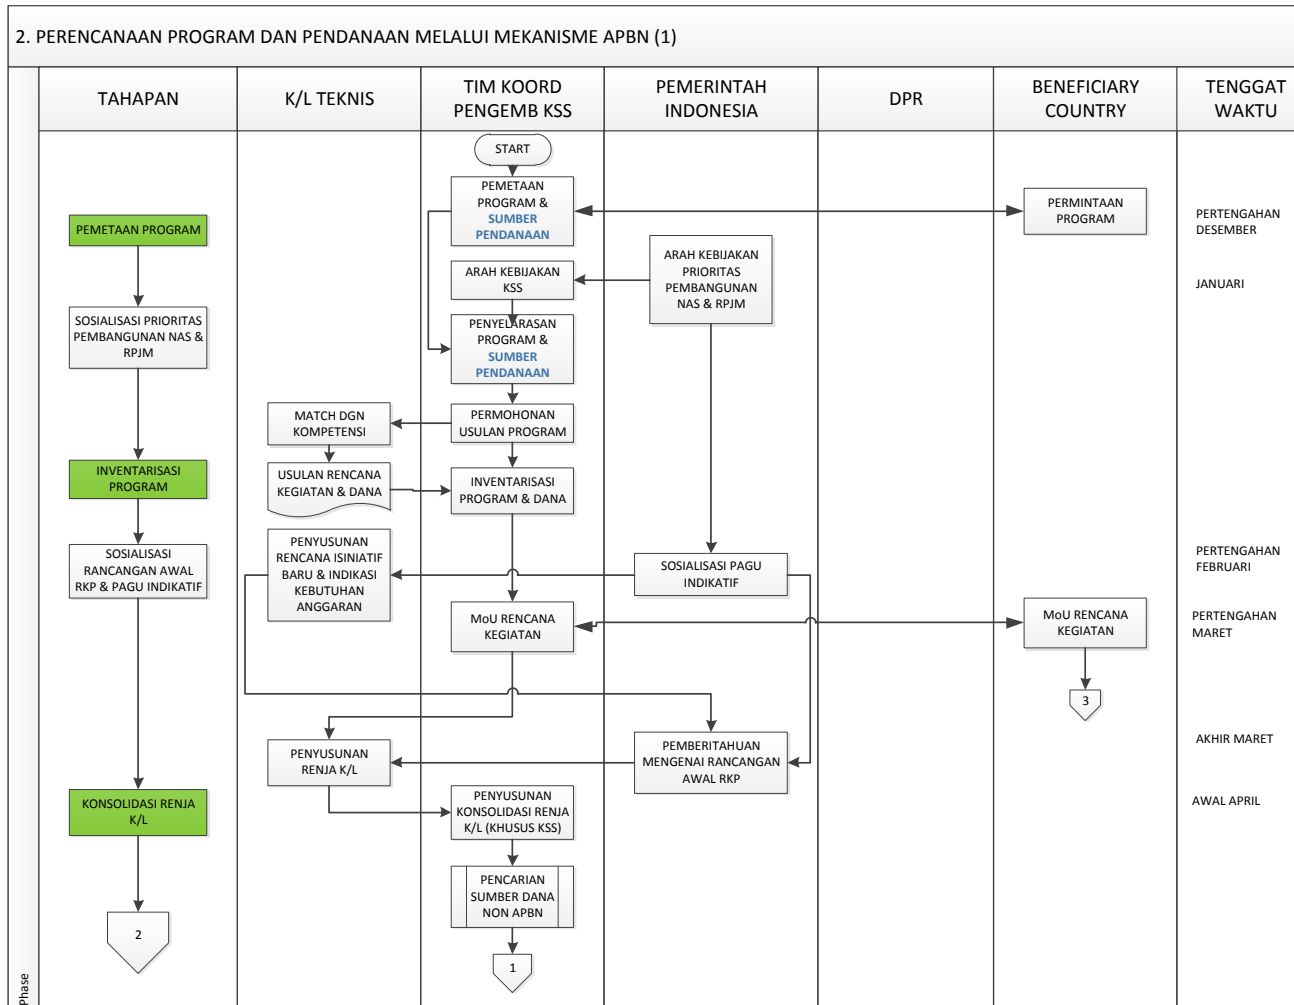 2. PERENCANAAN PROGRAM DAN PENDANAAN MELALUI MEKANISME APBN (1)
TAHAPAN
K/L TEKNIS
TIM KOORD
PENGEMB KSS
PEMERINTAH
INDONESIA
DPR
BENEFICIARY
COUNTRY
TENGGAT
WAKTU
START
PEMETAAN
PROGRAM &
SUMBER
PENDANAAN
PERMINTAAN
PROGRAM
PERTENGAHAN
DESEMBER
PEMETAAN PROGRAM
ARAH KEBIJAKAN
PRIORITAS
PEMBANGUNAN
NAS & RPJM
ARAH KEBIJAKAN
KSS
JANUARI
SOSIALISASI PRIORITAS
PEMBANGUNAN NAS &
RPJM
PENYELARASAN
PROGRAM &
SUMBER
PENDANAAN
MATCH DGN
KOMPETENSI
PERMOHONAN
USULAN PROGRAM
INVENTARISASI
PROGRAM
USULAN RENCANA
KEGIATAN & DANA
INVENTARISASI
PROGRAM & DANA
SOSIALISASI
RANCANGAN AWAL
RKP & PAGU INDIKATIF
PENYUSUNAN
RENCANA ISINIATIF
BARU & INDIKASI
KEBUTUHAN
ANGGARAN
SOSIALISASI PAGU
INDIKATIF
PERTENGAHAN
FEBRUARI
MoU RENCANA
KEGIATAN
MoU RENCANA
KEGIATAN
PERTENGAHAN
MARET
3
PENYUSUNAN
RENJA K/L
PEMBERITAHUAN
MENGENAI RANCANGAN
AWAL RKP
AKHIR MARET
KONSOLIDASI RENJA
K/L
PENYUSUNAN
KONSOLIDASI RENJA
K/L (KHUSUS KSS)
AWAL APRIL
PENCARIAN
SUMBER DANA
NON APBN
2
1
Phase